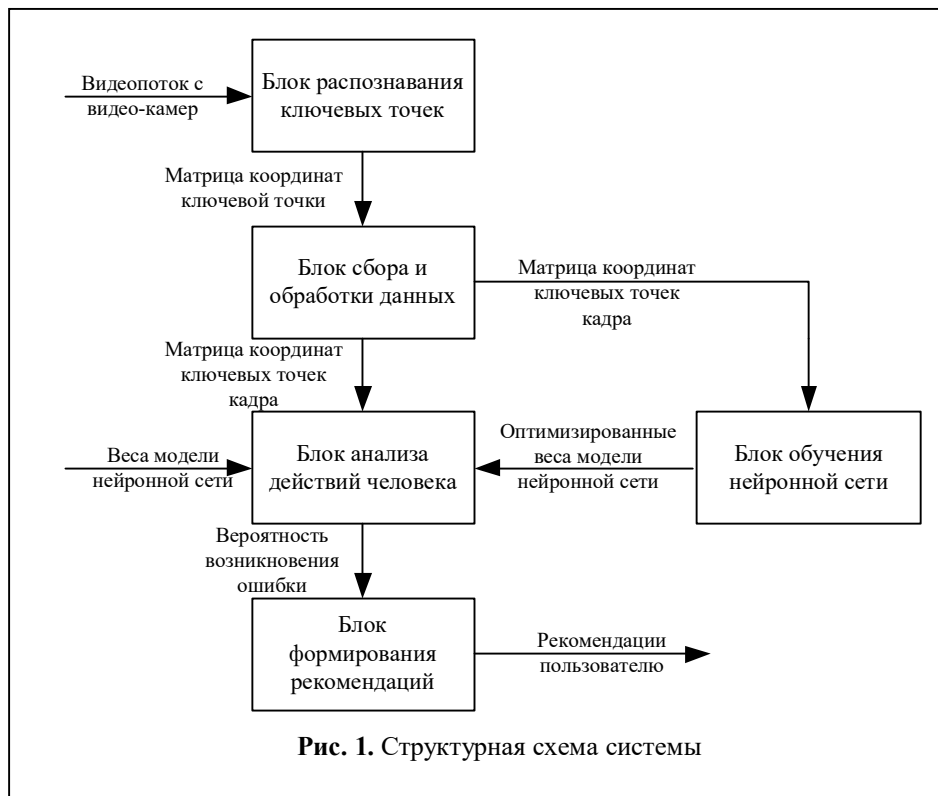 Видеопоток с
видео-камер
Блок распознавания
ключевых точек
Матрица координат
ключевой точки
Блок сбора и
обработки данных
Матрица координат
ключевых точек
кадра
Матрица координат
ключевых точек
кадра
Веса модели
нейронной сети
Блок анализа
действий человека
Оптимизированные
веса модели
нейронной сети
Блок обучения
нейронной сети
Вероятность
возникновения
ошибки
Блок
формирования
рекомендаций
Рекомендации
пользователю
Рис. 1. Структурная схема системы